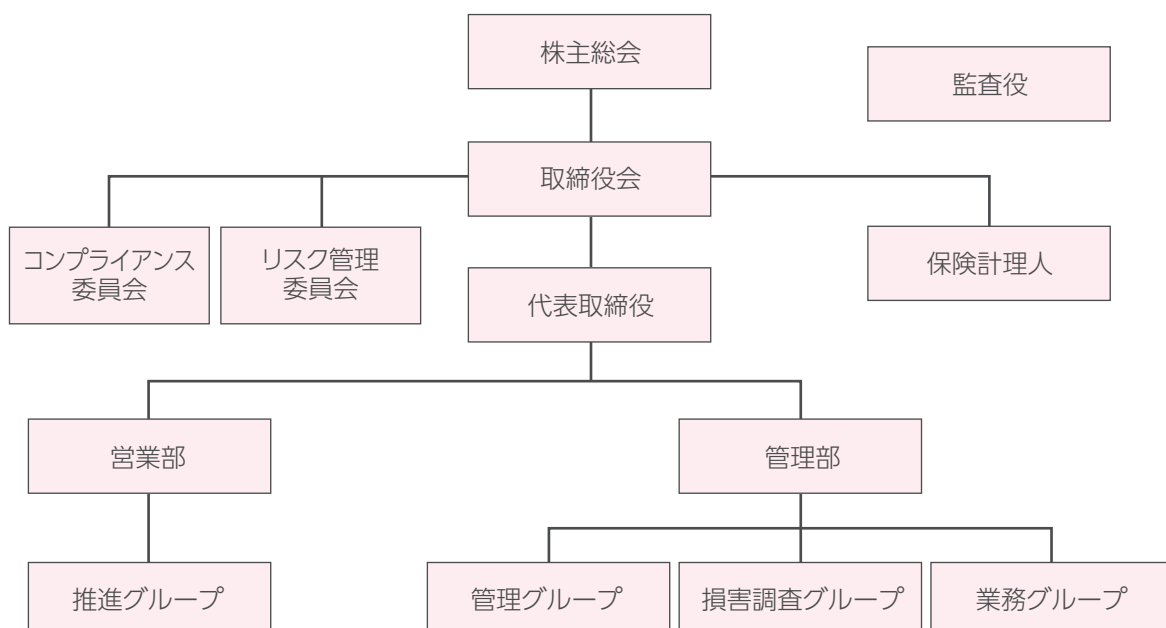 株主総会
監査役
取締役会
コンプライアンス
委員会
リスク管理
委員会
保険計理人
代表取締役
営業部
管理部
推進グループ
管理グループ
損害調査グループ
業務グループ